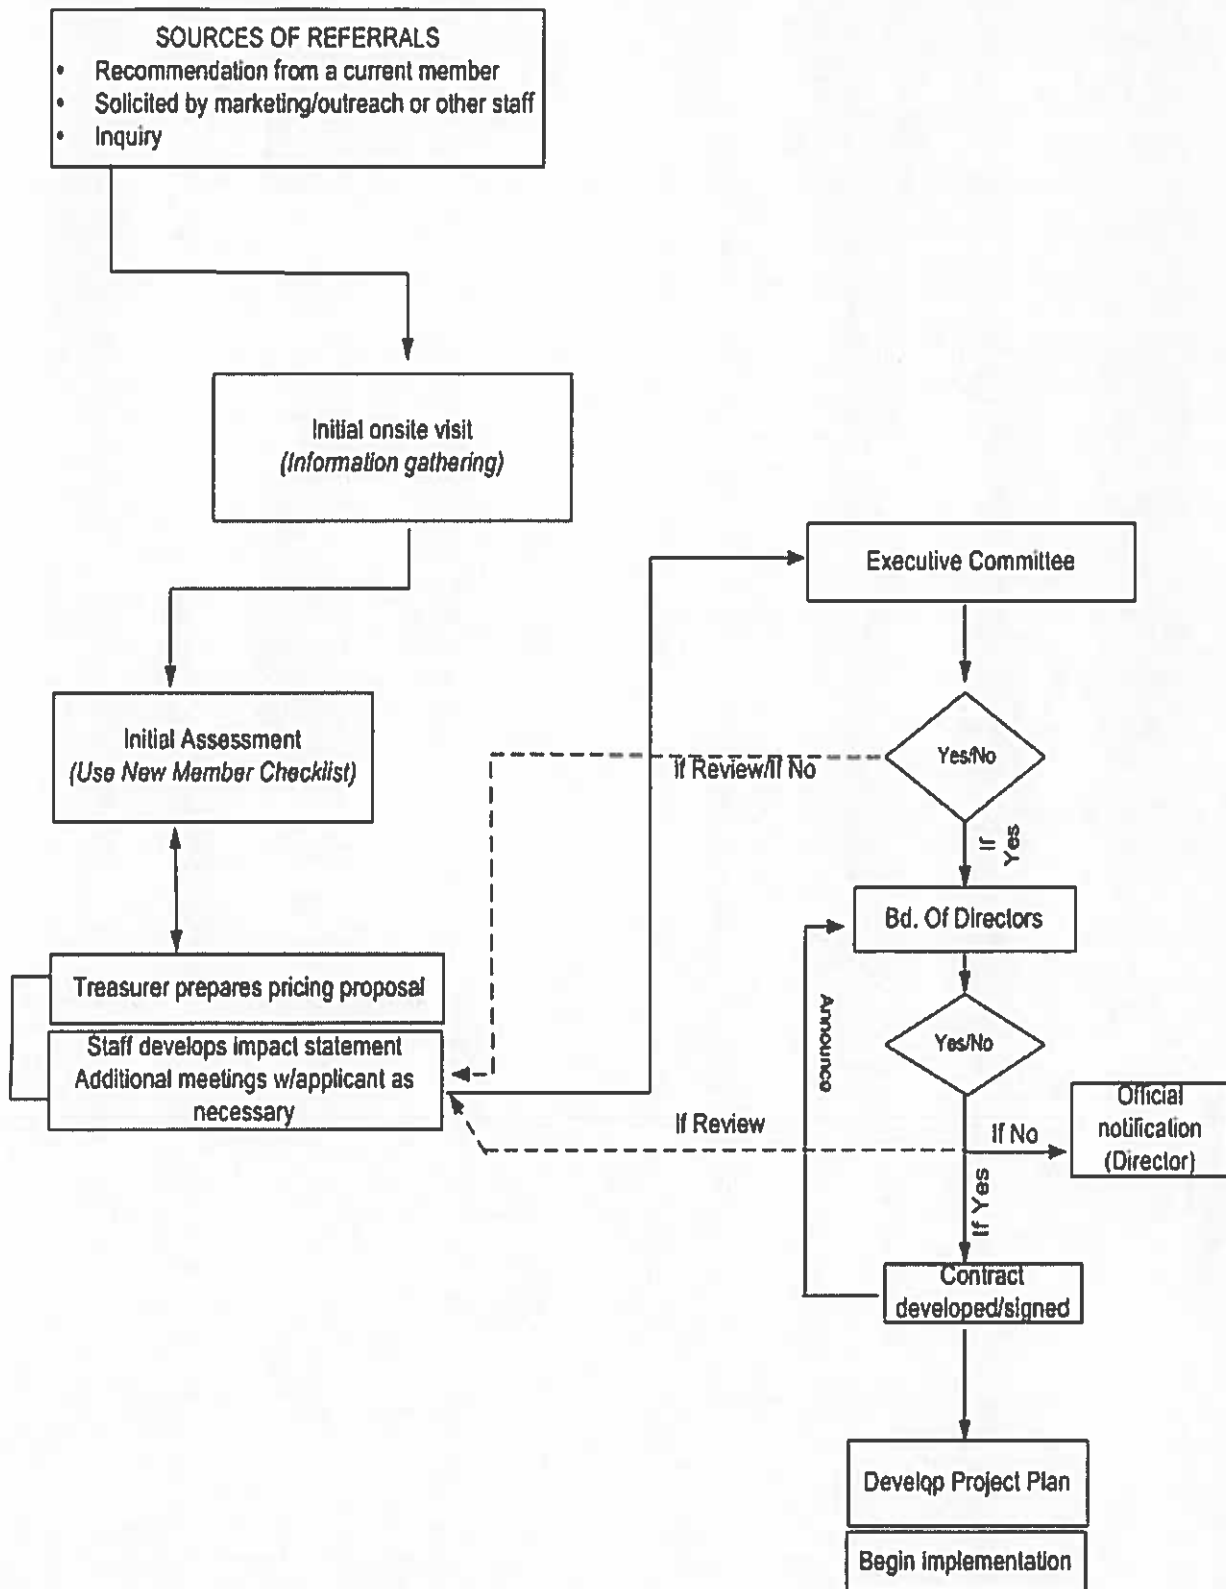 SOURCES OF REFERRALS
• Recommendation from a current member
• Solicited by marketing/outreach or other staff
• Inquiry
Initial onsite visit
(Information gathering)
Initial Assessment
(Use New Member Checklist)
Treasurer prepares pricing proposal
Staff develops impact statement
Additional meetings w/applicant as
necessary
Executive Committee
Yes/No
If Review/If No
If
Yes
Bd. Of Directors
Announce
Yes/No
If Review
If No
Official
notification
(Director)
If Yes
Contract
developed/signed
Develop Project Plan
Begin implementation